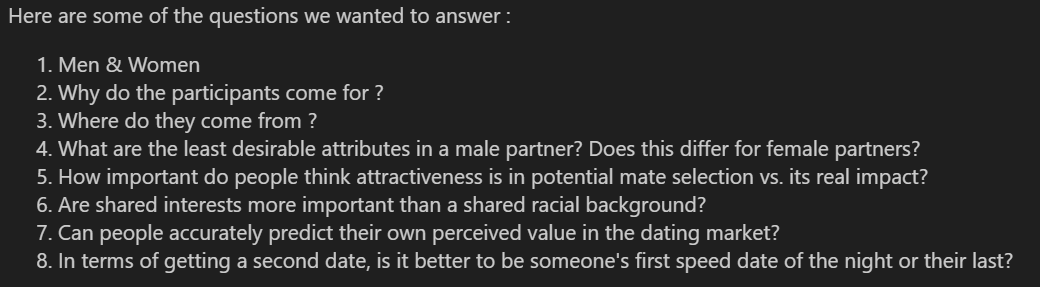 Here are some of the questions we wanted to answer :
1. Men & Women
2. Why do the participants come for ?
3. Where do they come from ?
4. What are the least desirable attributes in a male partner? Does this differ for female partners?
5. How important do people think attractiveness is in potential mate selection vs. its real impact?
6. Are shared interests more important than a shared racial background?
7. Can people accurately predict their own perceived value in the dating market?
8. In terms of getting a second date, is it better to be someone's first speed date of the night or their last?